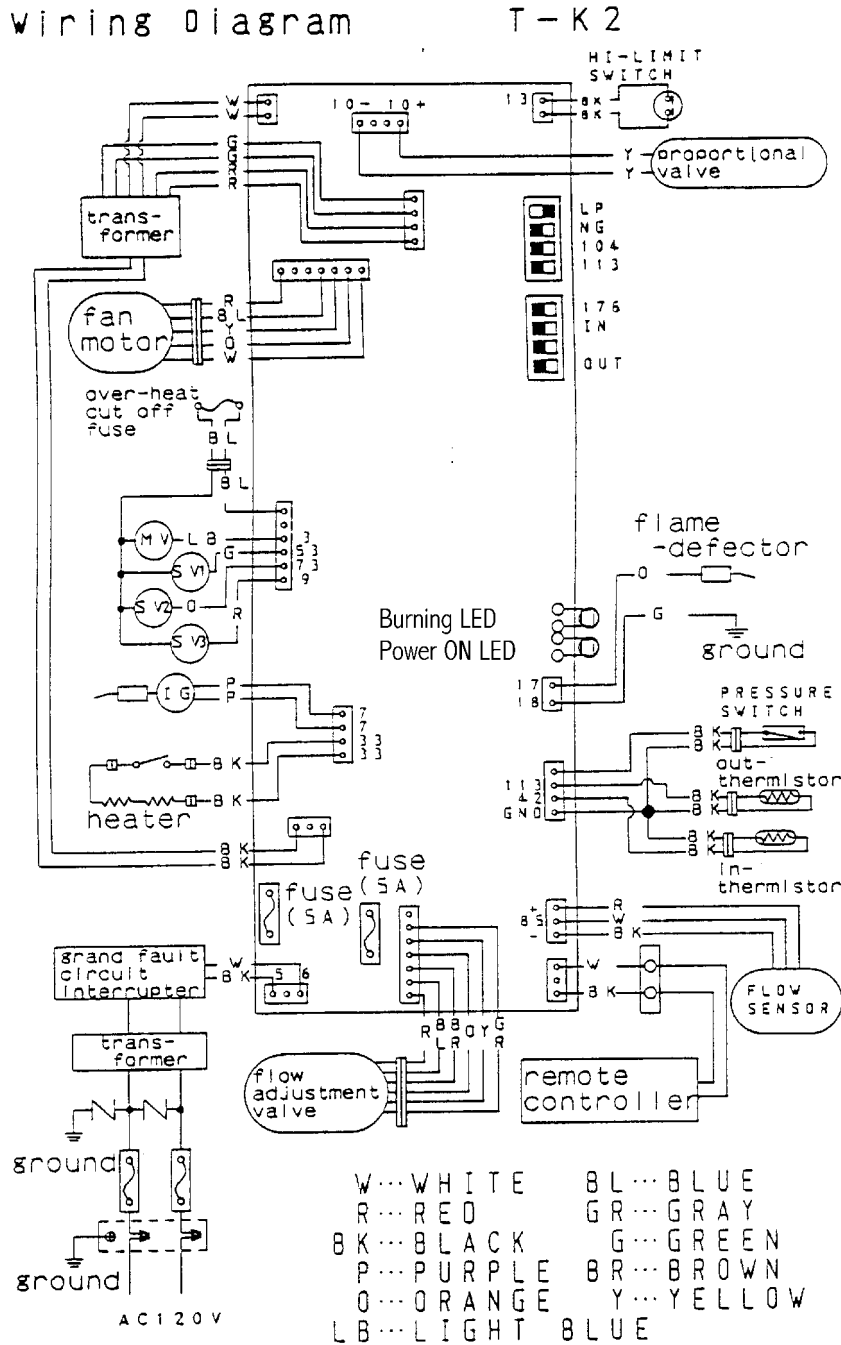 Wiring Diagram T-K2
HI-LIMIT
SWITCH
W
W
10- 10+
13
BK
BK
G
G
R
R
Y
Y
proportional
valve
trans-
former
LP
NG
104
113
fan
motor
R
BL
Y
O
W
176
IN
OUT
over-heat
cut off
fuse
BL
BL
MV
LB
3
SV1
G
53
73
SV2
O
9
R
SV3
flame
-defector
O
Burning LED
Power ON LED
G
ground
17
18
IG
P
P
7
7
33
33
BK
BK
heater
PRESSURE
SWITCH
BK
BK
out-
thermistor
113
42
GND
BK
BK
BK
BK
in-
thermistor
BK
BK
fuse
(5A)
fuse
(5A)
+
85
-
R
W
BK
FLOW
SENSOR
grand fault
circuit
interrupter
W
BK
5 6
W
BK
trans-
former
R BL BR O Y GR
flow
adjustment
valve
remote
controller
ground
ground
AC120V
W···WHITE BL···BLUE
R···RED GR···GRAY
BK···BLACK G···GREEN
P···PURPLE BR···BROWN
O···ORANGE Y···YELLOW
LB···LIGHT BLUE